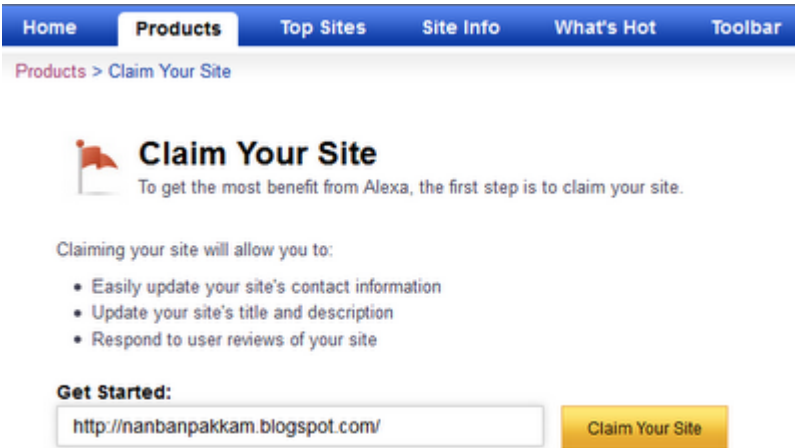 Home Products Top Sites Site Info What's Hot Toolbar
Products > Claim Your Site
Claim Your Site
To get the most benefit from Alexa, the first step is to claim your site.
Claiming your site will allow you to:
• Easily update your site's contact information
• Update your site's title and description
• Respond to user reviews of your site
Get Started:
http://nanbanpakkam.blogspot.com/ Claim Your Site